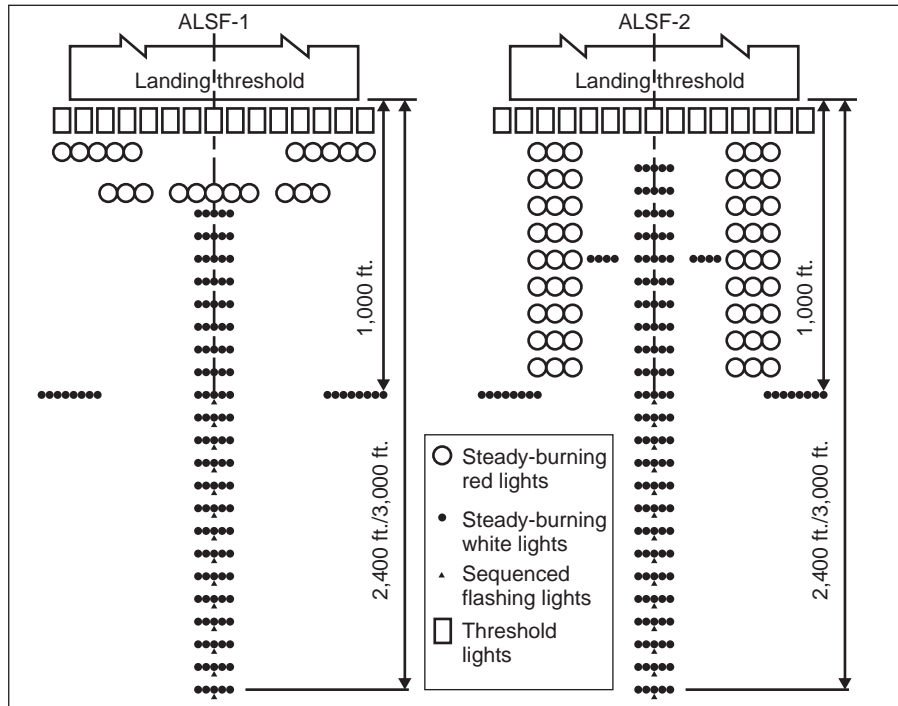 ALSF-1
Landing threshold
1,000 ft.
2,400 ft./3,000 ft.
ALSF-2
Landing threshold
1,000 ft.
2,400 ft./3,000 ft.
Steady-burning
red lights
Steady-burning
white lights
Sequenced
flashing lights
Threshold
lights